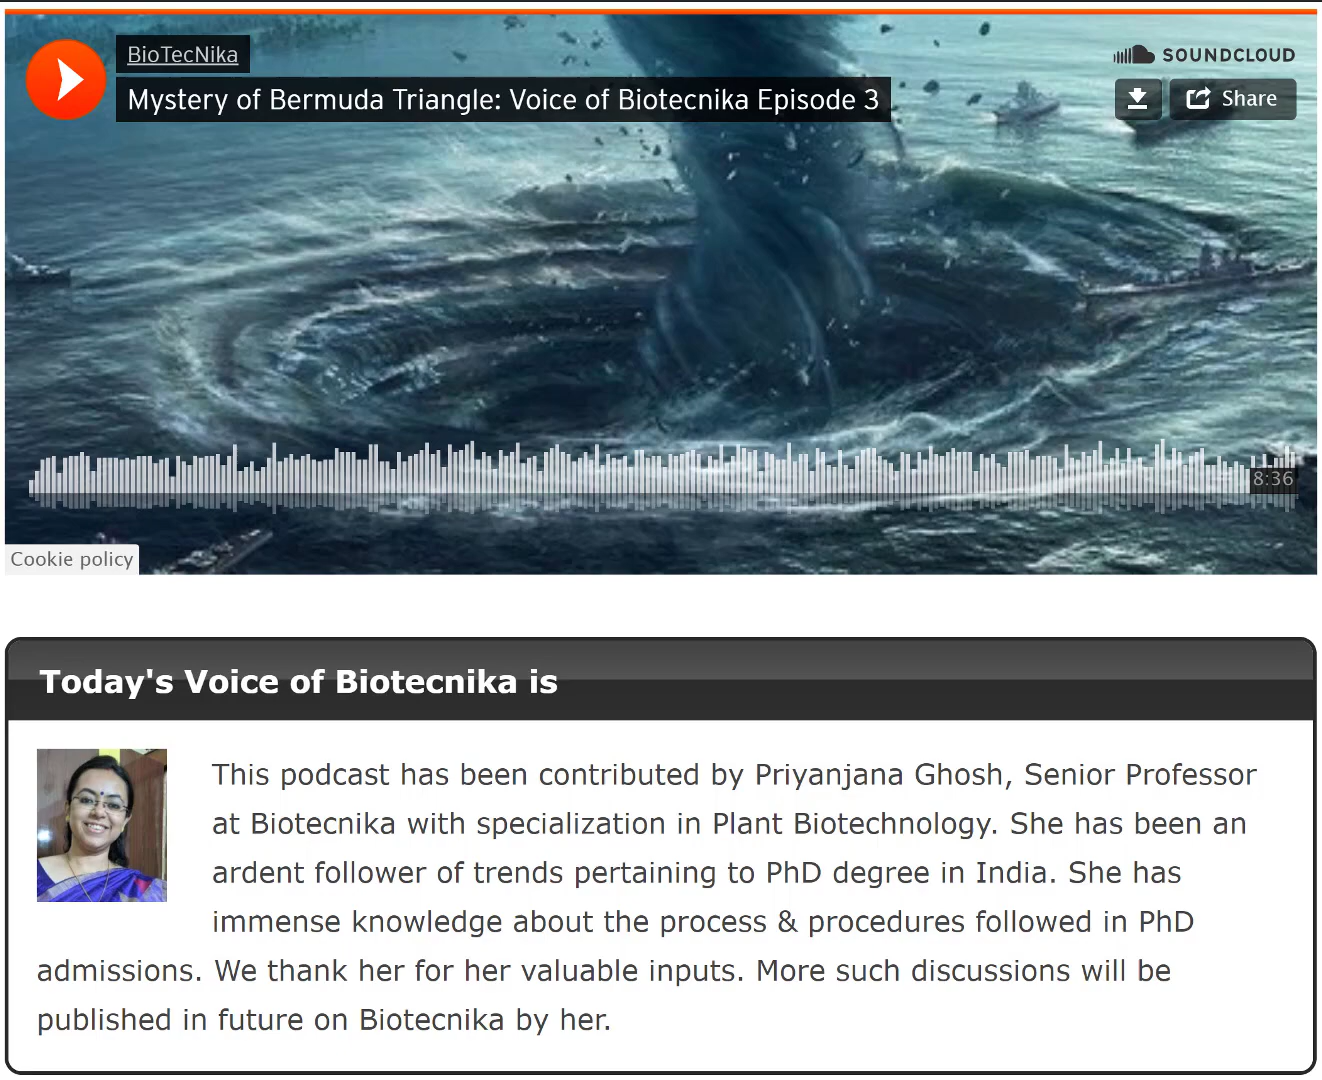 BioTecNika
SOUNDCLOUD
Mystery of Bermuda Triangle: Voice of Biotecnika Episode 3
Share
8:36
Cookie policy
Today's Voice of Biotecnika is
This podcast has been contributed by Priyanjana Ghosh, Senior Professor
at Biotecnika with specialization in Plant Biotechnology. She has been an
ardent follower of trends pertaining to PhD degree in India. She has
immense knowledge about the process & procedures followed in PhD
admissions. We thank her for her valuable inputs. More such discussions will be
published in future on Biotecnika by her.